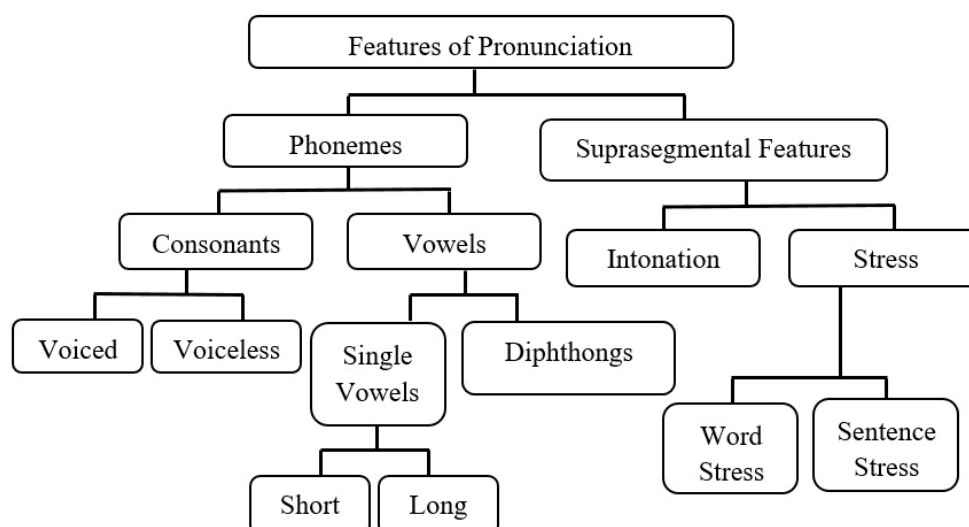 Features of Pronunciation
Phonemes
Suprasegmental Features
Consonants
Vowels
Intonation
Stress
Voiced
Voiceless
Single
Vowels
Diphthongs
Word
Stress
Sentence
Stress
Short
Long